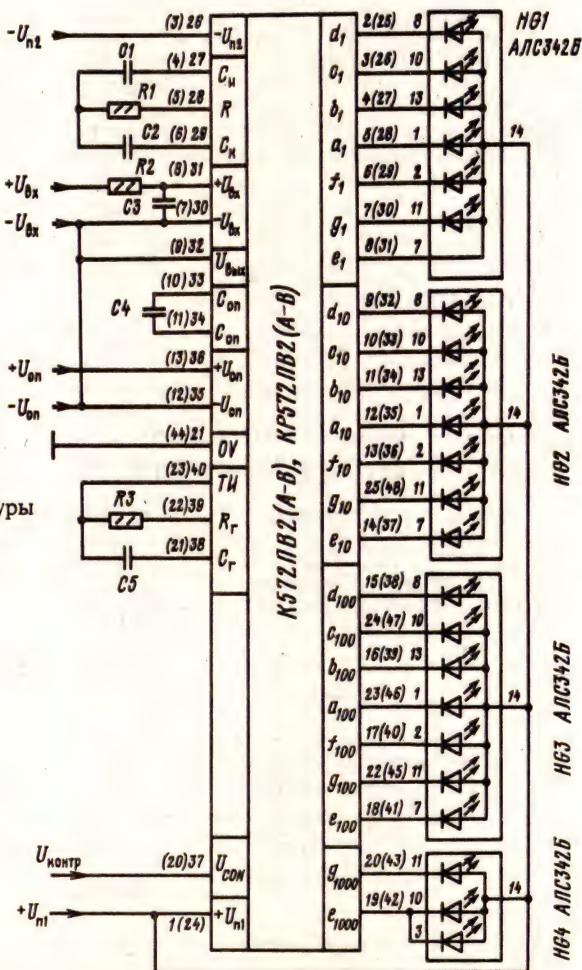 -Uп2 (3) 26 -Uп2
C1 (4) 27 Cи
R1 (5) 28 R
C2 (6) 29 Cк
R2 (8) 31 +Uвх
+Uвх
C3 (7) 30 -Uвх
-Uвх
(9) 32 Uвых
(10) 33 Cоп
C4 (11) 34 Cоп
+Uоп (13) 36 +Uоп
-Uоп (12) 35 -Uоп
(44) 21 OV
(23) 40 ТИ
уры
R3 (22) 39 Rг
(21) 38 Cг
C5
Uконтр (20) 37 UCON
+Uп1 1(24) +Uп1
К572ПВ2(А-В), КР572ПВ2(А-В)
d1 2(25) 8
c1 3(26) 10
b1 4(27) 13
a1 5(28) 1
f1 6(29) 2
g1 7(30) 11
e1 8(31) 7
14
HG1
АЛС342Б
d10 9(32) 8
c10 10(33) 10
b10 11(34) 13
a10 12(35) 1
f10 13(36) 2
g10 25(48) 11
e10 14(37) 7
14
HG2 АЛС342Б
d100 15(38) 8
c100 24(47) 10
b100 16(39) 13
a100 23(46) 1
f100 17(40) 2
g100 22(45) 11
e100 18(41) 7
14
HG3 АЛС342Б
g1000 20(43) 11
e1000 19(42) 10
3
14
HG4 АЛС342Б